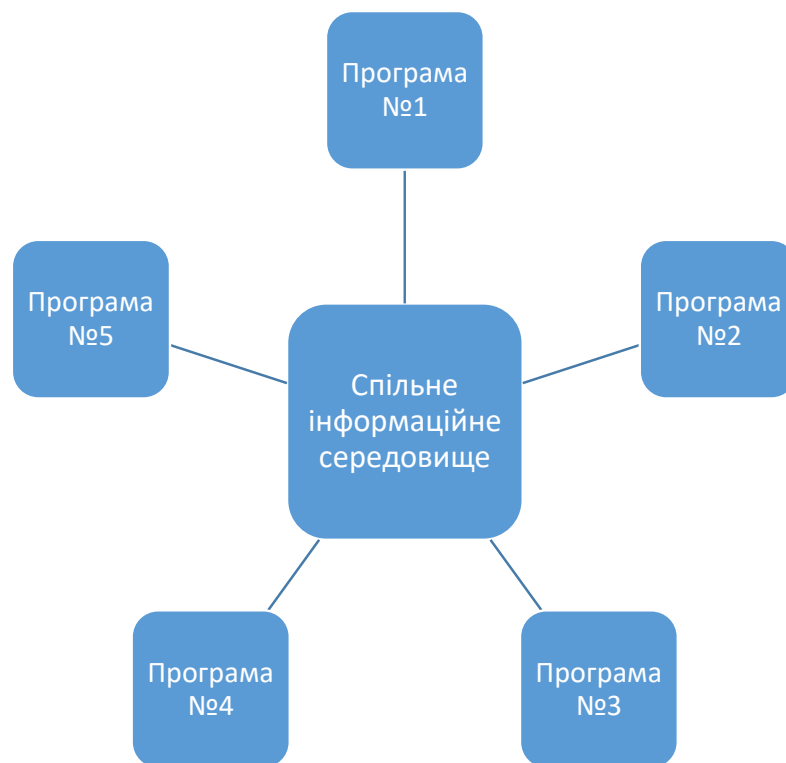 Програма
№1
Програма
№5
Програма
№2
Спільне
інформаційне
середовище
Програма
№4
Програма
№3